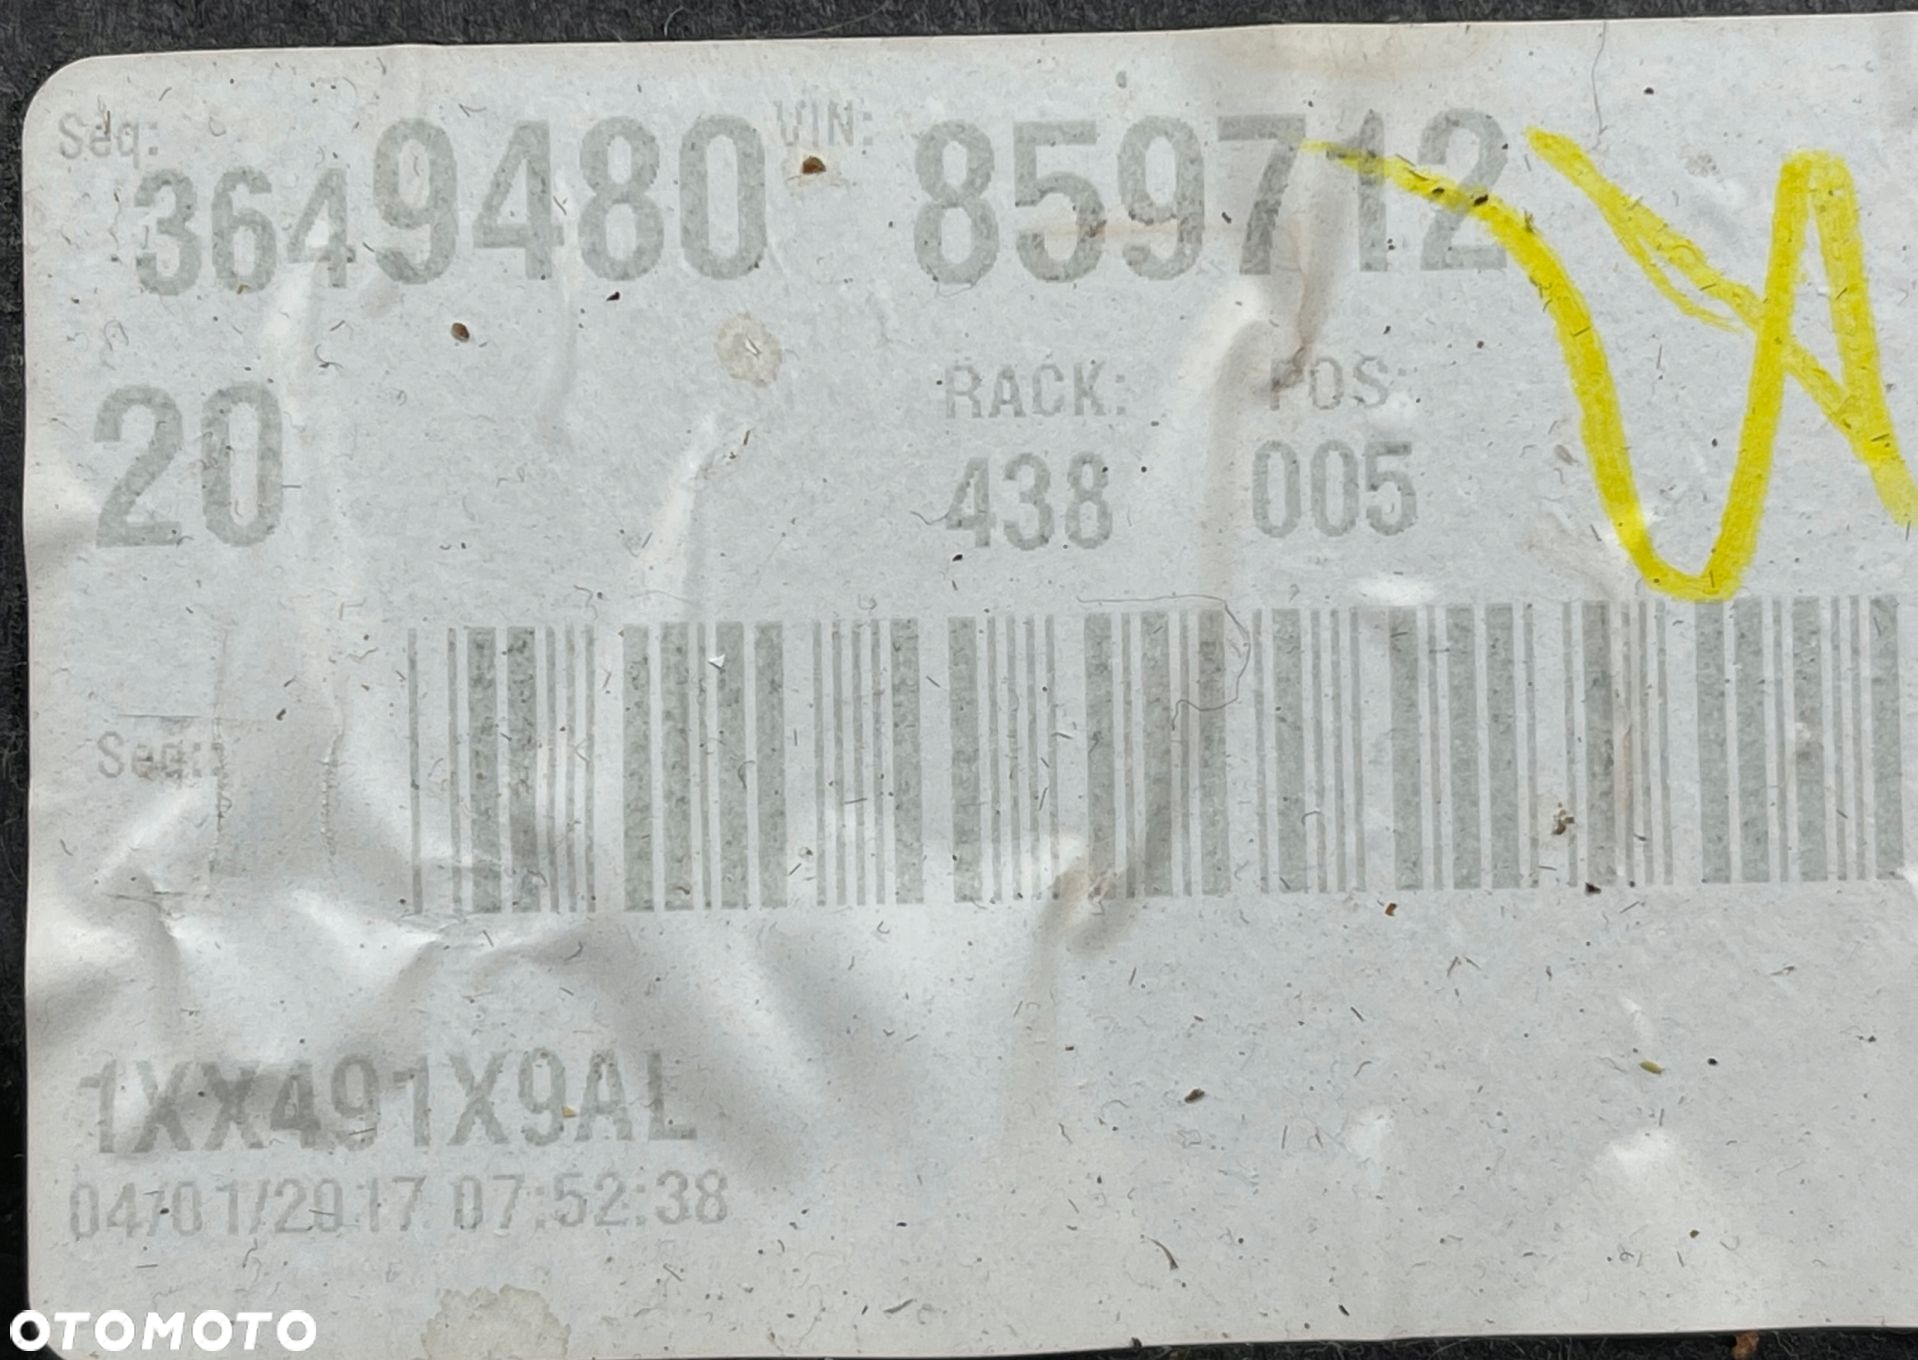 Seq: VIN:
3649480 859712
RACK: POS:
20 438 005
Seq.:
1XX491X9AL
04/01/2017 07:52:38
OTOMOTO